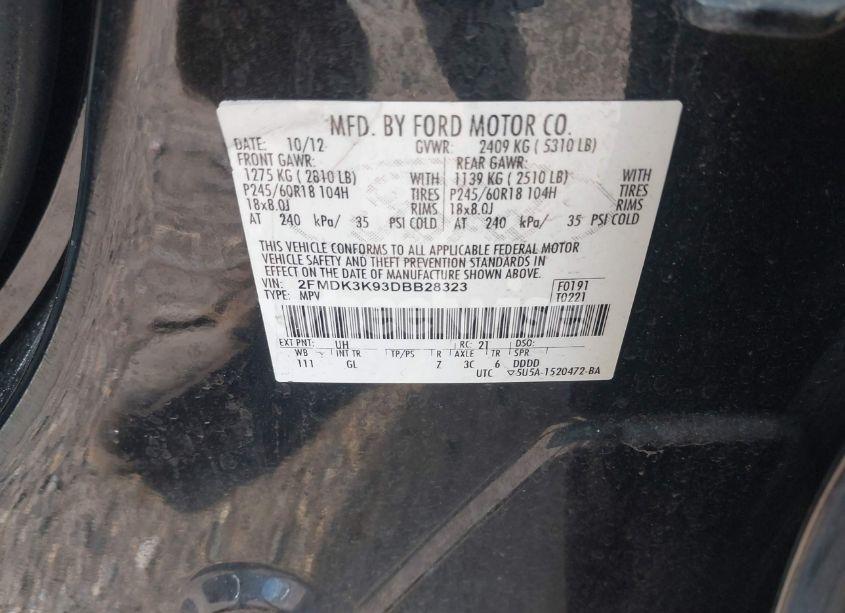 MFD. BY FORD MOTOR CO.
DATE: 10/12 GVWR: 2409 KG ( 5310 LB)
FRONT GAWR: REAR GAWR:
1275 KG ( 2810 LB) WITH 1139 KG ( 2510 LB) WITH
P245/60R18 104H TIRES P245/60R18 104H TIRES
18x8.0J RIMS 18x8.0J RIMS
AT 240 kPa/ 35 PSI COLD AT 240 kPa/ 35 PSI COLD
THIS VEHICLE CONFORMS TO ALL APPLICABLE FEDERAL MOTOR
VEHICLE SAFETY AND THEFT PREVENTION STANDARDS IN
EFFECT ON THE DATE OF MANUFACTURE SHOWN ABOVE.
VIN: 2FMDK3K93DBB28323 F0191
TYPE: MPV T0221
EXT PNT: UH RC: 21 DSO:
WB INT TR TP/PS R AXLE TR SPR
111 GL 7 3C 6 DDDD
UTC ▽5U5A-1520472-BA